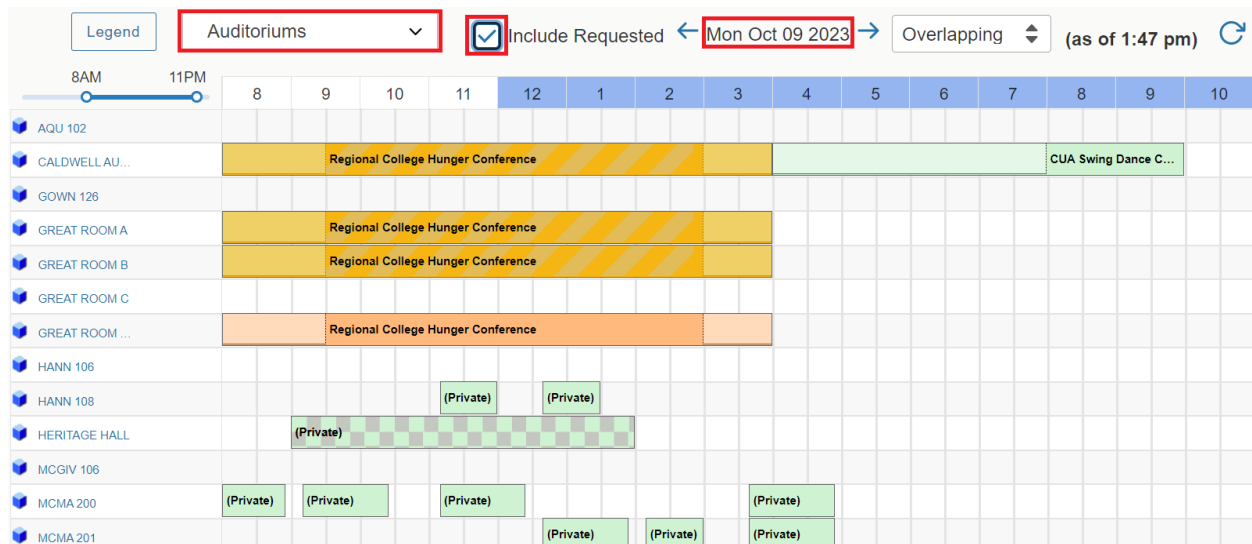 Legend Auditoriums Include Requested Mon Oct 09 2023 Overlapping (as of 1:47 pm)
8AM 11PM 8 9 10 11 12 1 2 3 4 5 6 7 8 9 10
AQU 102
CALDWELL AU... Regional College Hunger Conference CUA Swing Dance C...
GOWN 126
GREAT ROOM A Regional College Hunger Conference
GREAT ROOM B Regional College Hunger Conference
GREAT ROOM C
GREAT ROOM ... Regional College Hunger Conference
HANN 106
HANN 108 (Private) (Private)
HERITAGE HALL (Private)
MCGIV 106
MCMA 200 (Private) (Private) (Private) (Private)
MCMA 201 (Private) (Private) (Private)